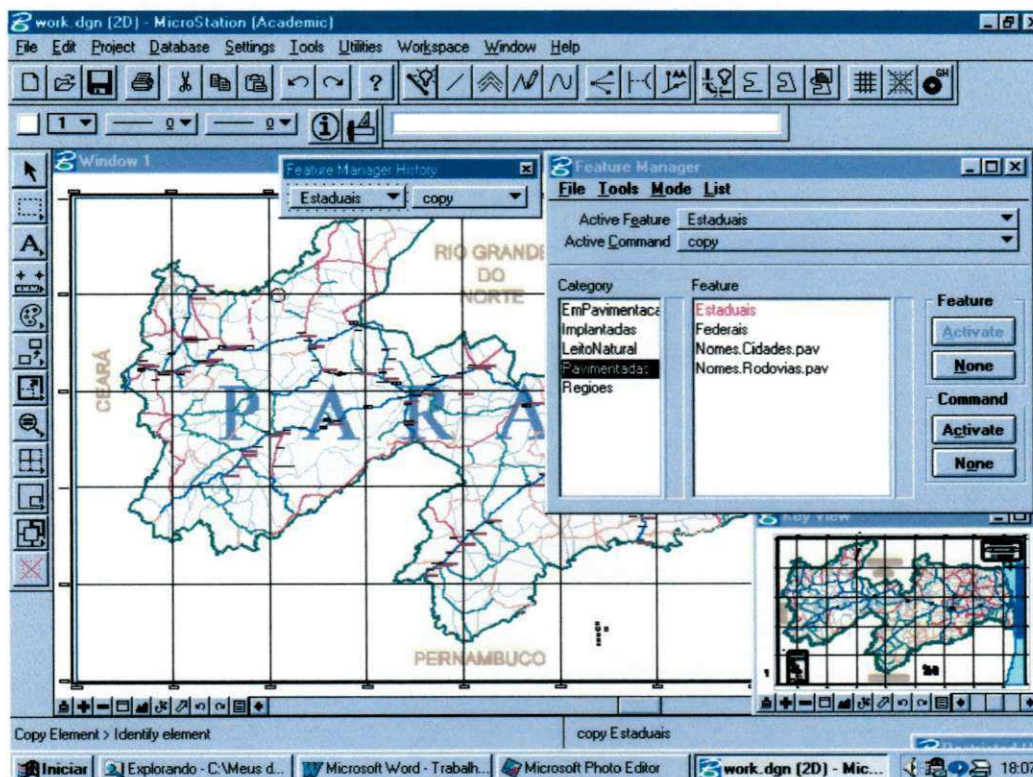 work.dgn (2D) - MicroStation (Academic)
File Edit Project Database Settings Tools Utilities Workspace Window Help
?
GH
1 0 0
A
Window 1
Feature Manager History
Estaduais copy
Feature Manager
File Tools Mode List
Active Feature Estaduais
Active Command copy
Category Feature
EmPavimentaca
Implantadas
LeitoNatural
Pavimentadas
Regioes
Estaduais
Federais
Nomes.Cidades.pav
Nomes.Rodovias.pav
Feature
Activate
None
Command
Activate
None
RIO GRANDE
DO
NORTE
CEARÁ
P A R A
PERNAMBUCO
Key View
Copy Element > Identify element
copy Estaduais
Iniciar Explorando - C:\Meus d... Microsoft Word - Trabalh... Microsoft Photo Editor work.dgn (2D) - Mic...